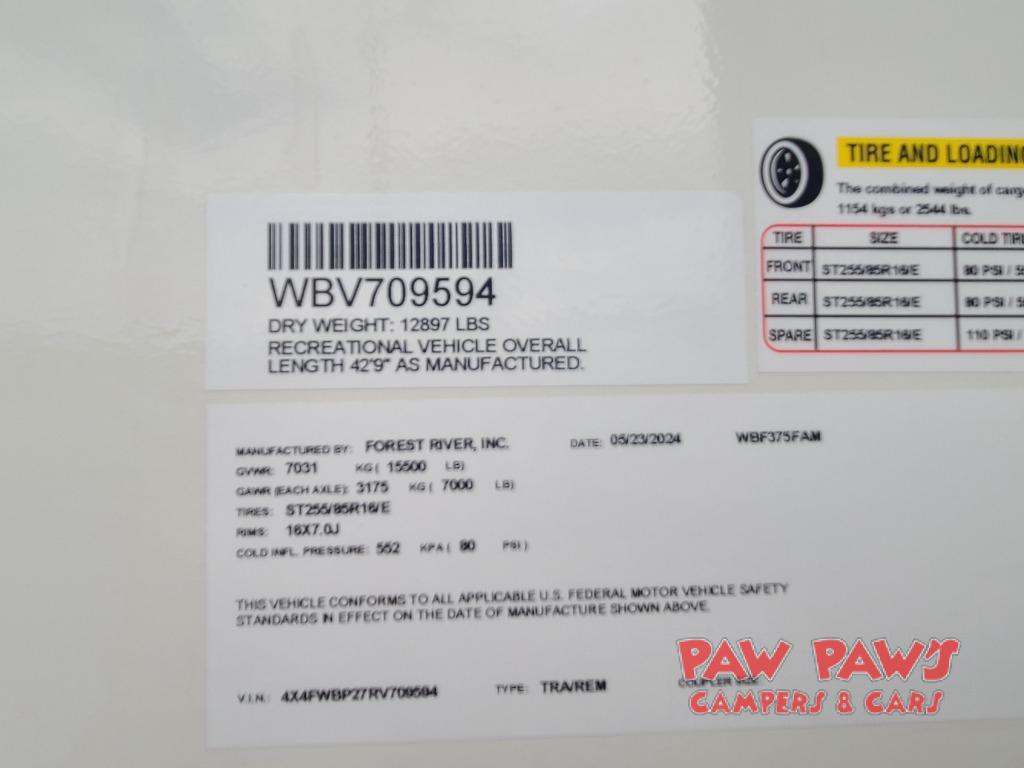 WBV709594
DRY WEIGHT: 12897 LBS
RECREATIONAL VEHICLE OVERALL
LENGTH 42'9" AS MANUFACTURED.
TIRE AND LOADING
The combined weight of cargo
1154 kgs or 2544 lbs.
TIRE SIZE COLD TIRE
FRONT ST255/85R16/E 80 PSI /
REAR ST255/85R16/E 80 PSI /
SPARE ST255/85R16/E 110 PSI /
MANUFACTURED BY: FOREST RIVER, INC. DATE: 05/23/2024 WBF375FAM
GVWR: 7031 KG ( 15500 LB)
GAWR (EACH AXLE): 3175 KG ( 7000 LB)
TIRES: ST255/85R16/E
RIMS: 16X7.0J
COLD INFL. PRESSURE: 552 KPA ( 80 PSI )
THIS VEHICLE CONFORMS TO ALL APPLICABLE U.S. FEDERAL MOTOR VEHICLE SAFETY
STANDARDS IN EFFECT ON THE DATE OF MANUFACTURE SHOWN ABOVE.
V.I.N.: 4X4FWBP27RV709594 TYPE: TRA/REM COUPLER SIZE
PAW PAW'S
CAMPERS & CARS